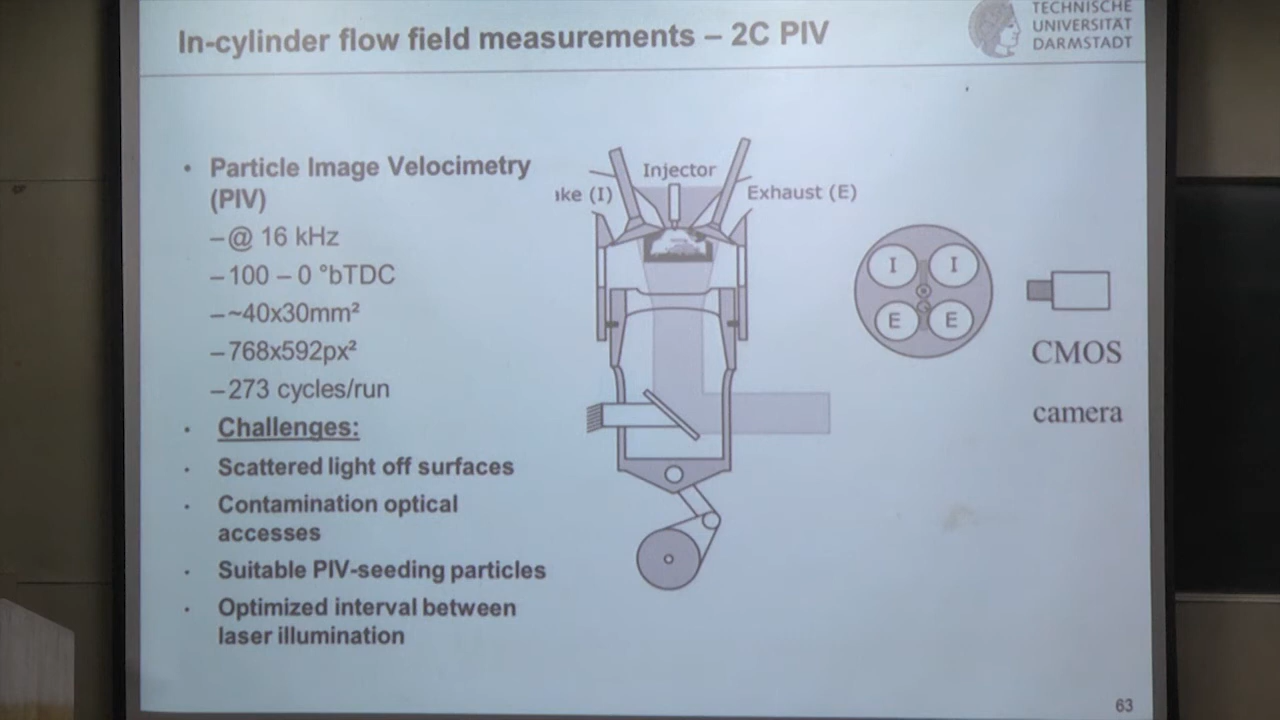 In-cylinder flow field measurements – 2C PIV
TECHNISCHE
UNIVERSITÄT
DARMSTADT
• Particle Image Velocimetry
(PIV)
–@ 16 kHz
–100 – 0 °bTDC
–~40x30mm²
–768x592px²
–273 cycles/run
• Challenges:
• Scattered light off surfaces
• Contamination optical
accesses
• Suitable PIV-seeding particles
• Optimized interval between
laser illumination
Injector
ke (I)
Exhaust (E)
I I
E E
CMOS
camera
63